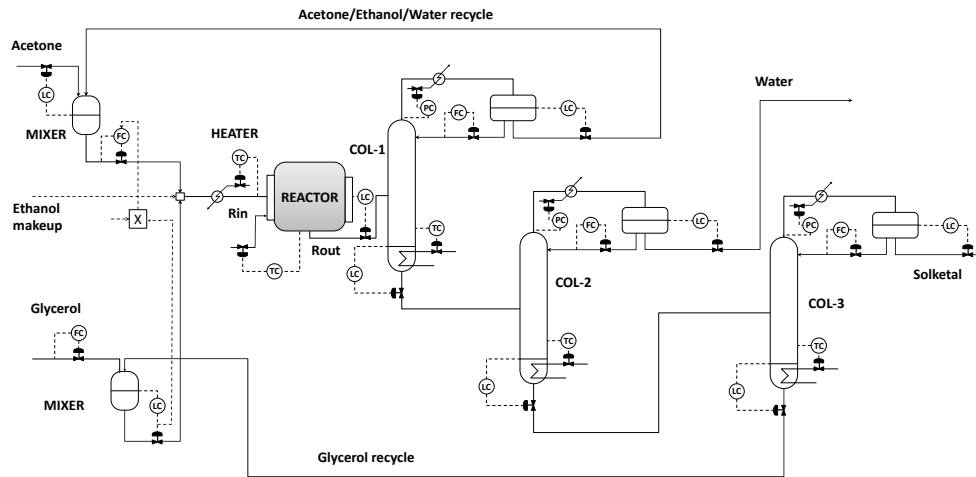 Acetone/Ethanol/Water recycle
Acetone
LC
MIXER
FC
HEATER
TC
Rin
REACTOR
LC
Rout
TC
Ethanol
makeup
X
COL-1
PC
FC
LC
TC
LC
Water
COL-2
PC
FC
LC
TC
LC
COL-3
PC
FC
LC
Solketal
TC
LC
Glycerol
FC
MIXER
LC
Glycerol recycle